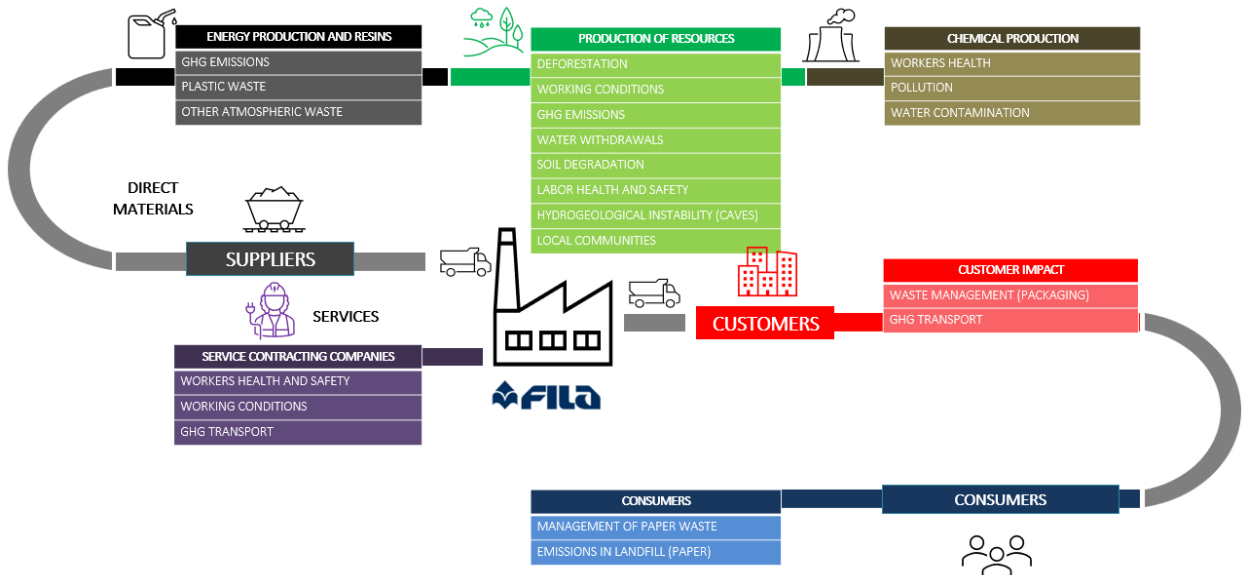 ENERGY PRODUCTION AND RESINS
GHG EMISSIONS
PLASTIC WASTE
OTHER ATMOSPHERIC WASTE
PRODUCTION OF RESOURCES
DEFORESTATION
WORKING CONDITIONS
GHG EMISSIONS
WATER WITHDRAWALS
SOIL DEGRADATION
LABOR HEALTH AND SAFETY
HYDROGEOLOGICAL INSTABILITY (CAVES)
LOCAL COMMUNITIES
CHEMICAL PRODUCTION
WORKERS HEALTH
POLLUTION
WATER CONTAMINATION
DIRECT
MATERIALS
SUPPLIERS
SERVICES
SERVICE CONTRACTING COMPANIES
WORKERS HEALTH AND SAFETY
WORKING CONDITIONS
GHG TRANSPORT
FILA
CUSTOMERS
CUSTOMER IMPACT
WASTE MANAGEMENT (PACKAGING)
GHG TRANSPORT
CONSUMERS
CONSUMERS
MANAGEMENT OF PAPER WASTE
EMISSIONS IN LANDFILL (PAPER)